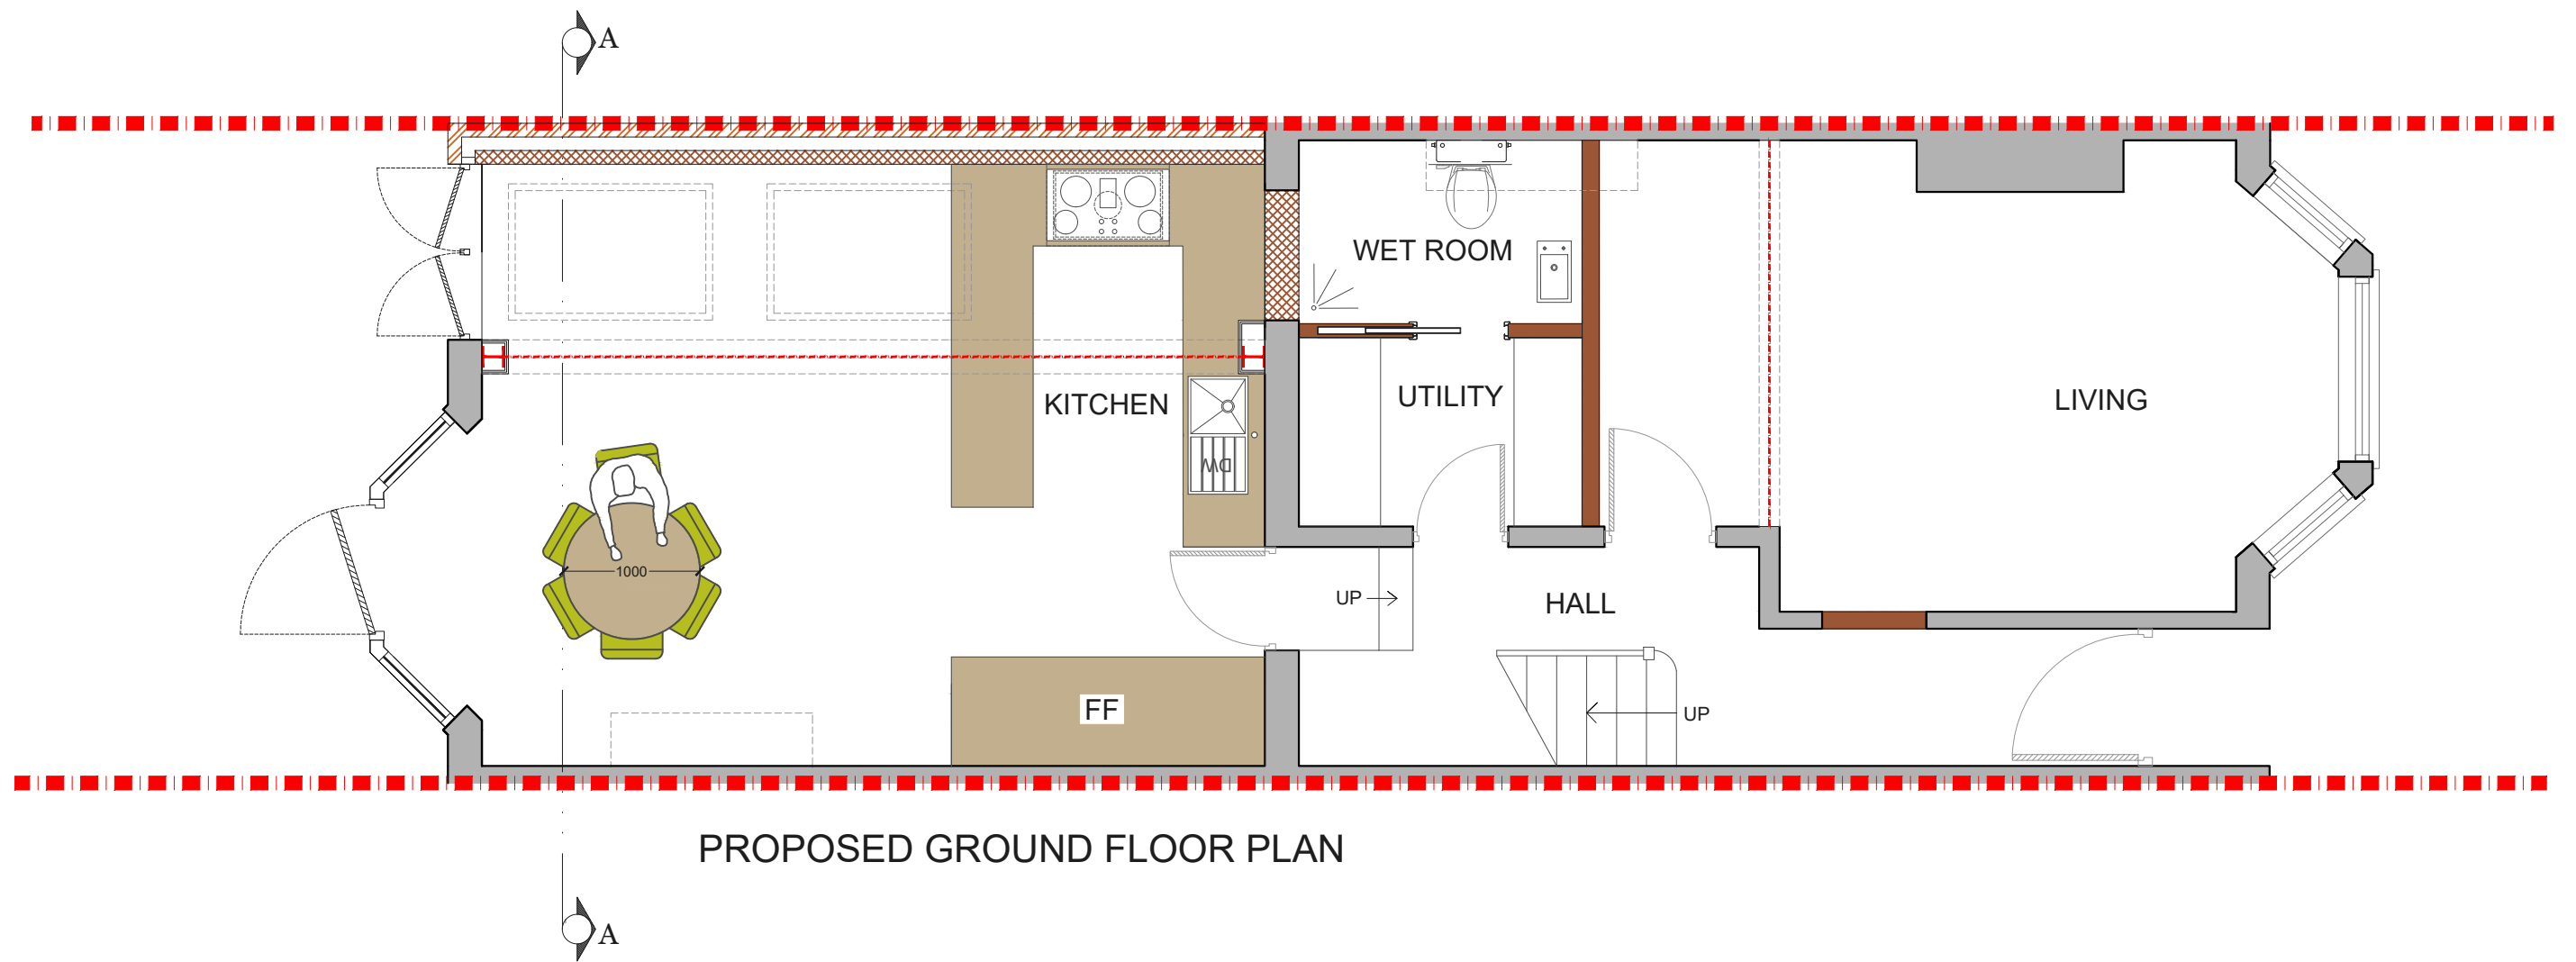 A
WET ROOM
KITCHEN
UTILITY
LIVING
DW
1000
UP
HALL
FF
UP
PROPOSED GROUND FLOOR PLAN
A